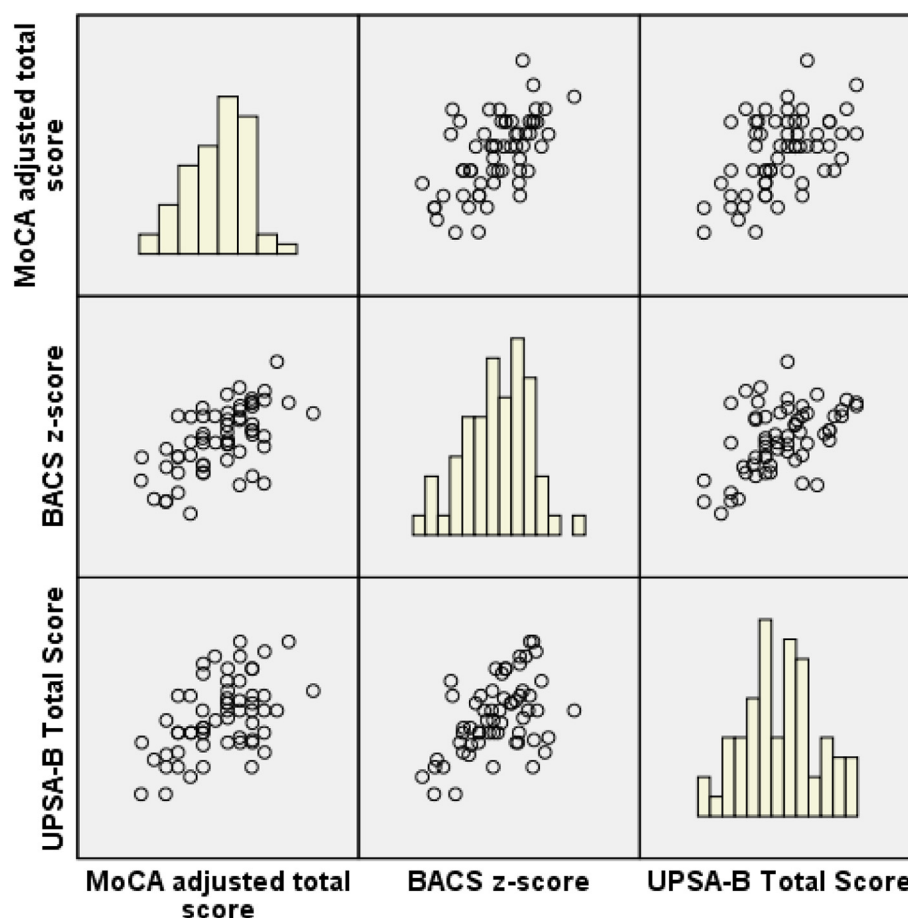 MoCA adjusted total
score
BACS z-score
UPSA-B Total Score
MoCA adjusted total
score
BACS z-score
UPSA-B Total Score